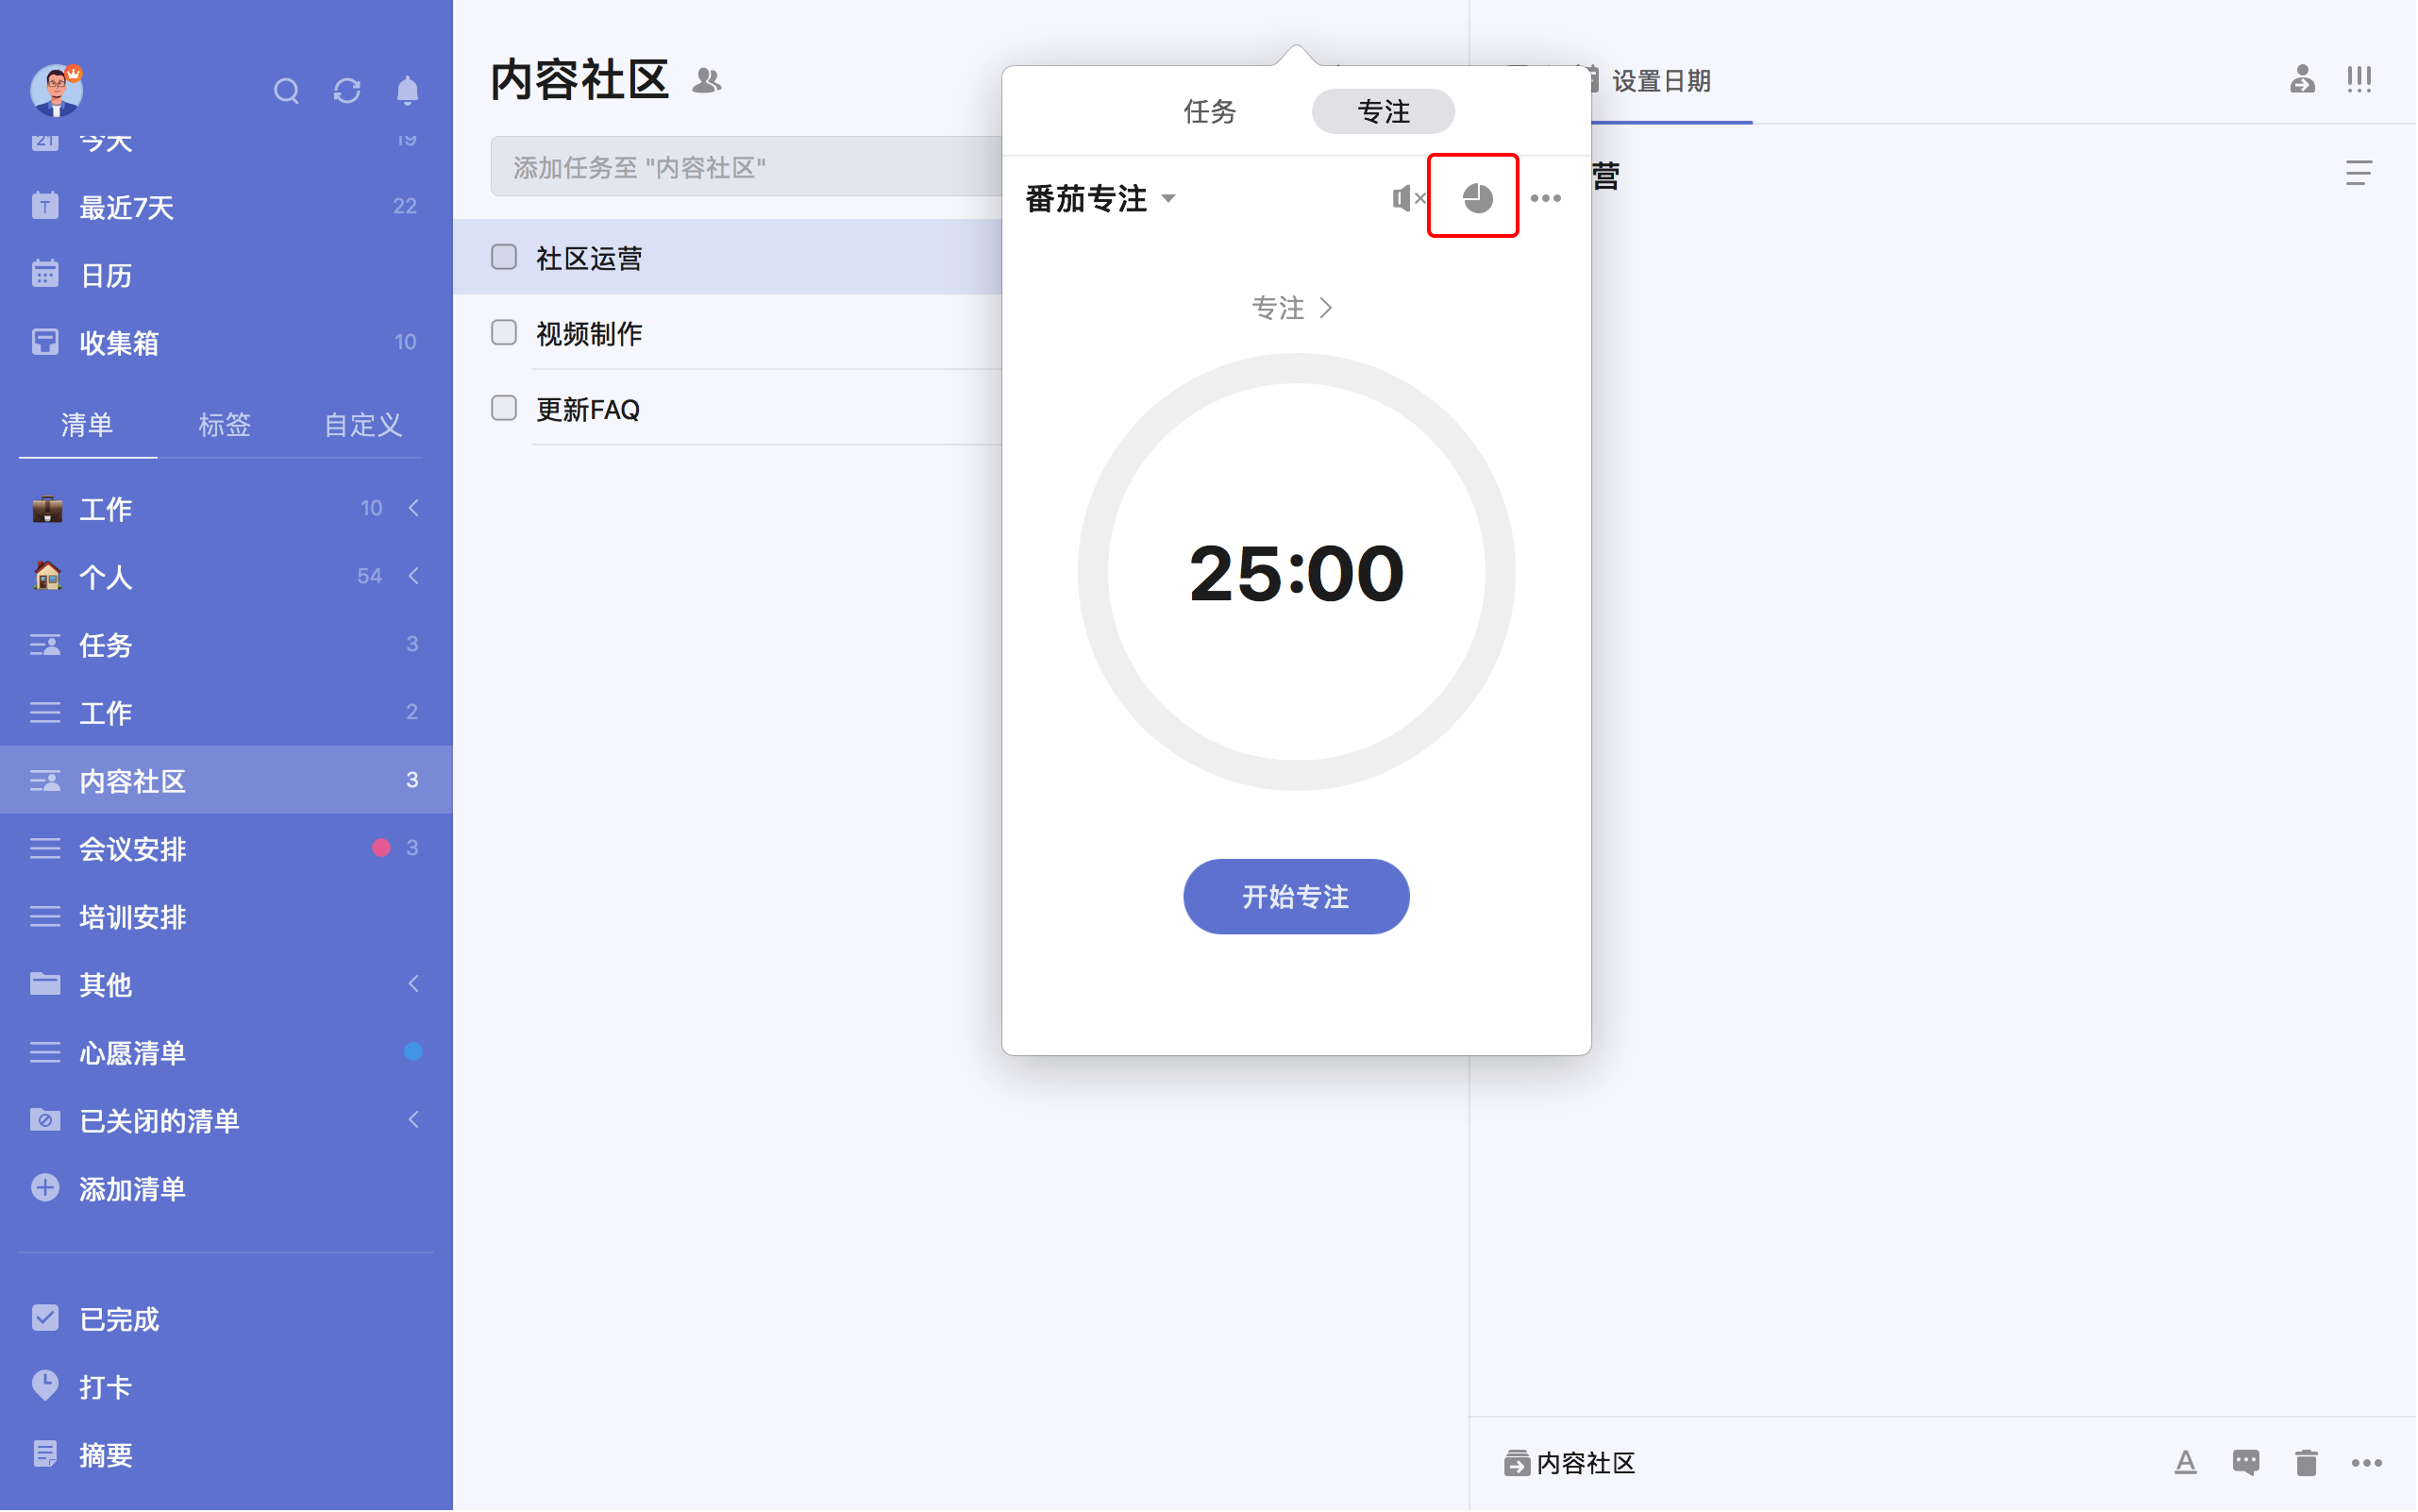 今天 19
最近7天 22
日历
收集箱 10
清单 标签 自定义
工作 10
个人 54
任务 3
工作 2
内容社区 3
会议安排 3
培训安排
其他
心愿清单
已关闭的清单
添加清单
已完成
打卡
摘要
内容社区
添加任务至 "内容社区"
社区运营
视频制作
更新FAQ
任务 专注
番茄专注
专注
25:00
开始专注
设置日期
营
内容社区